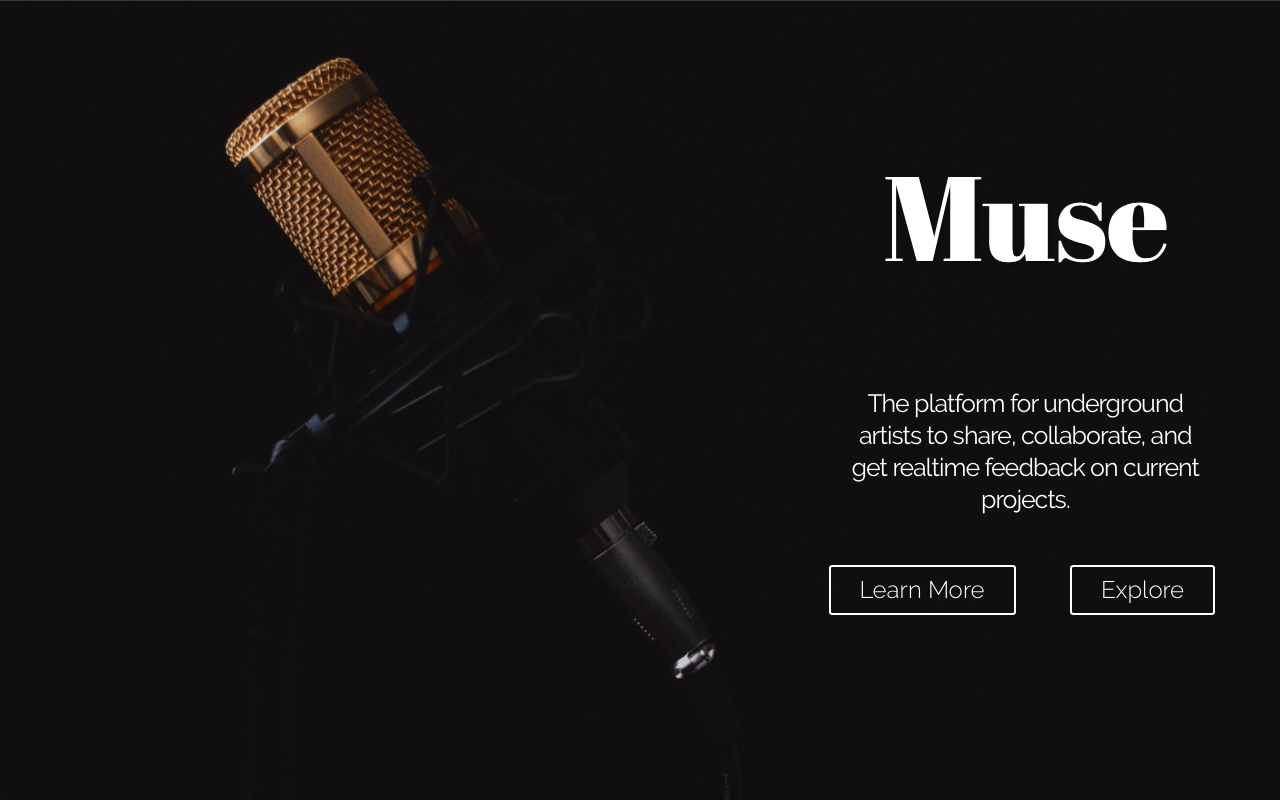 Muse
The platform for underground
artists to share, collaborate, and
get realtime feedback on current
projects.
Learn More
Explore